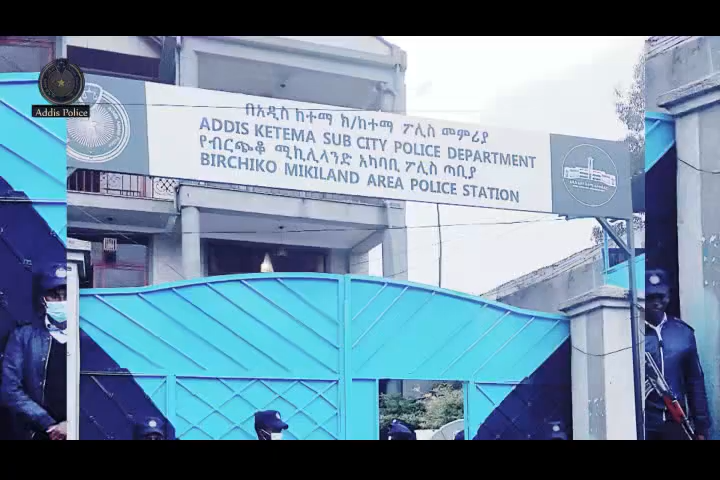 Addis Police
በአዲስ ከተማ ክ/ከተማ ፖሊስ መምሪያ
ADDIS KETEMA SUB CITY POLICE DEPARTMENT
የብርጭቆ ሚኪሊላንድ አካባቢ ፖሊስ ጣቢያ
BIRCHIKO MIKILAND AREA POLICE STATION